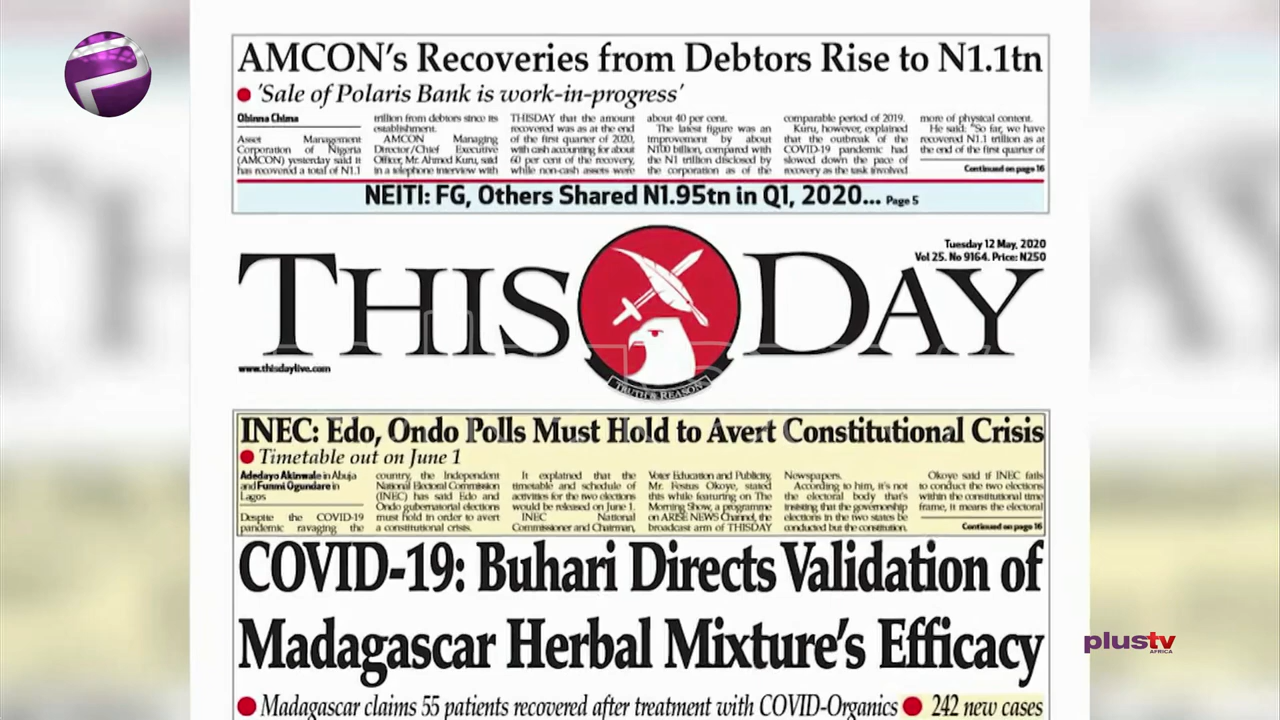 AMCON's Recoveries from Debtors Rise to N1.1tn
'Sale of Polaris Bank is work-in-progress'
Obinna Chima
Asset Management
Corporation of Nigeria
(AMCON) yesterday said it
has recovered a total of N1.1
trillion from debtors since its
establishment.
AMCON Managing
Director/Chief Executive
Officer, Mr. Ahmed Kuru, said
in a telephone interview with
THISDAY that the amount
recovered was as at the end
of the first quarter of 2020,
with cash accounting for about
60 per cent of the recovery,
while non-cash assets were
about 40 per cent.
The latest figure was an
improvement by about
N100 billion, compared with
the N1 trillion disclosed by
the corporation as of the
comparable period of 2019.
Kuru, however, explained
that the outbreak of the
COVID-19 pandemic had
slowed down the pace of
recovery as the task involved
more of physical content.
He said: "So far, we have
recovered N1.1 trillion as at
the end of the first quarter of
Continued on page 16
NEITI: FG, Others Shared N1.95tn in Q1, 2020... Page 5
Tuesday 12 May, 2020
Vol 25. No 9164. Price: N250
THISDAY
TRUTH & REASON
www.thisdaylive.com
INEC: Edo, Ondo Polls Must Hold to Avert Constitutional Crisis
Timetable out on June 1
Adedayo Akinwale in Abuja
and Funmi Ogundare in
Lagos
Despite the COVID-19
pandemic ravaging the
country, the Independent
National Electoral Commission
(INEC) has said Edo and
Ondo gubernatorial elections
must hold in order to avert
a constitutional crisis.
It explained that the
timetable and schedule of
activities for the two elections
would be released on June 1.
INEC National
Commissioner and Chairman,
Voter Education and Publicity,
Mr. Festus Okoye, stated
this while featuring on The
Morning Show, a programme
on ARISE NEWS Channel, the
broadcast arm of THISDAY
Newspapers.
According to him, it's not
the electoral body that's
insisting that the governorship
elections in the two states be
conducted but the constitution.
Okoye said if INEC fails
to conduct the two elections
within the constitutional time
frame, it means the electoral
Continued on page 16
COVID-19: Buhari Directs Validation of
Madagascar Herbal Mixture's Efficacy
Madagascar claims 55 patients recovered after treatment with COVID-Organics
242 new cases
plustv
AFRICA